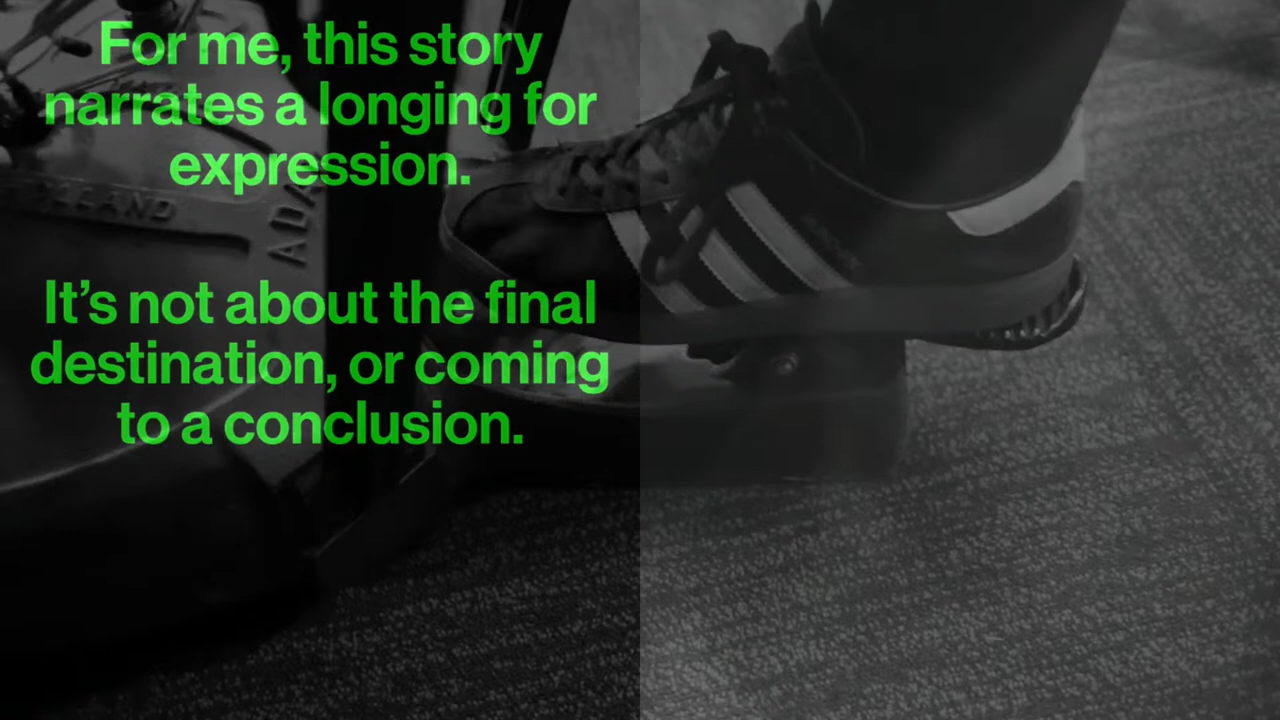 For me, this story
narrates a longing for
expression.
It’s not about the final
destination, or coming
to a conclusion.